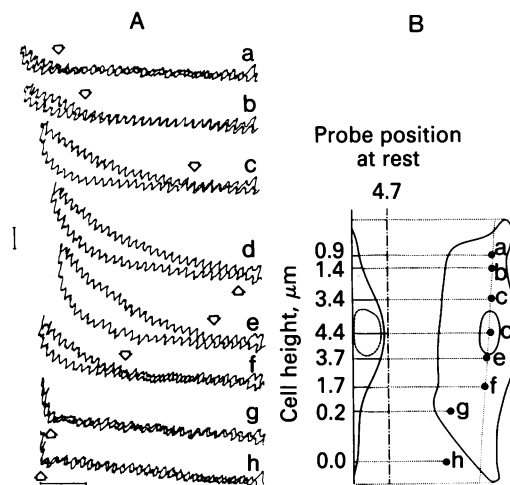 A
B
a
b
c
d
e
f
g
h
Probe position
at rest
4.7
Cell height, μm
0.9
1.4
3.4
4.4
3.7
1.7
0.2
0.0
a
b
c
d
e
f
g
h